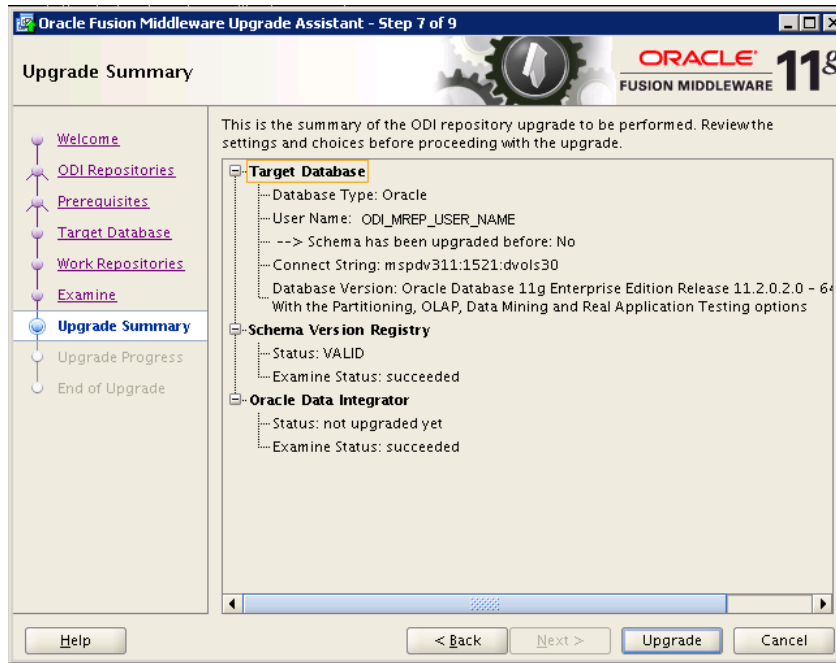 Oracle Fusion Middleware Upgrade Assistant - Step 7 of 9
Upgrade Summary
ORACLE
FUSION MIDDLEWARE
11g
Welcome
ODI Repositories
Prerequisites
Target Database
Work Repositories
Examine
Upgrade Summary
Upgrade Progress
End of Upgrade
This is the summary of the ODI repository upgrade to be performed. Review the
settings and choices before proceeding with the upgrade.
Target Database
Database Type: Oracle
User Name: ODI_MREP_USER_NAME
--> Schema has been upgraded before: No
Connect String: mspdv311:1521:dvols30
Database Version: Oracle Database 11g Enterprise Edition Release 11.2.0.2.0 - 64
With the Partitioning, OLAP, Data Mining and Real Application Testing options
Schema Version Registry
Status: VALID
Examine Status: succeeded
Oracle Data Integrator
Status: not upgraded yet
Examine Status: succeeded
Help
< Back
Next >
Upgrade
Cancel